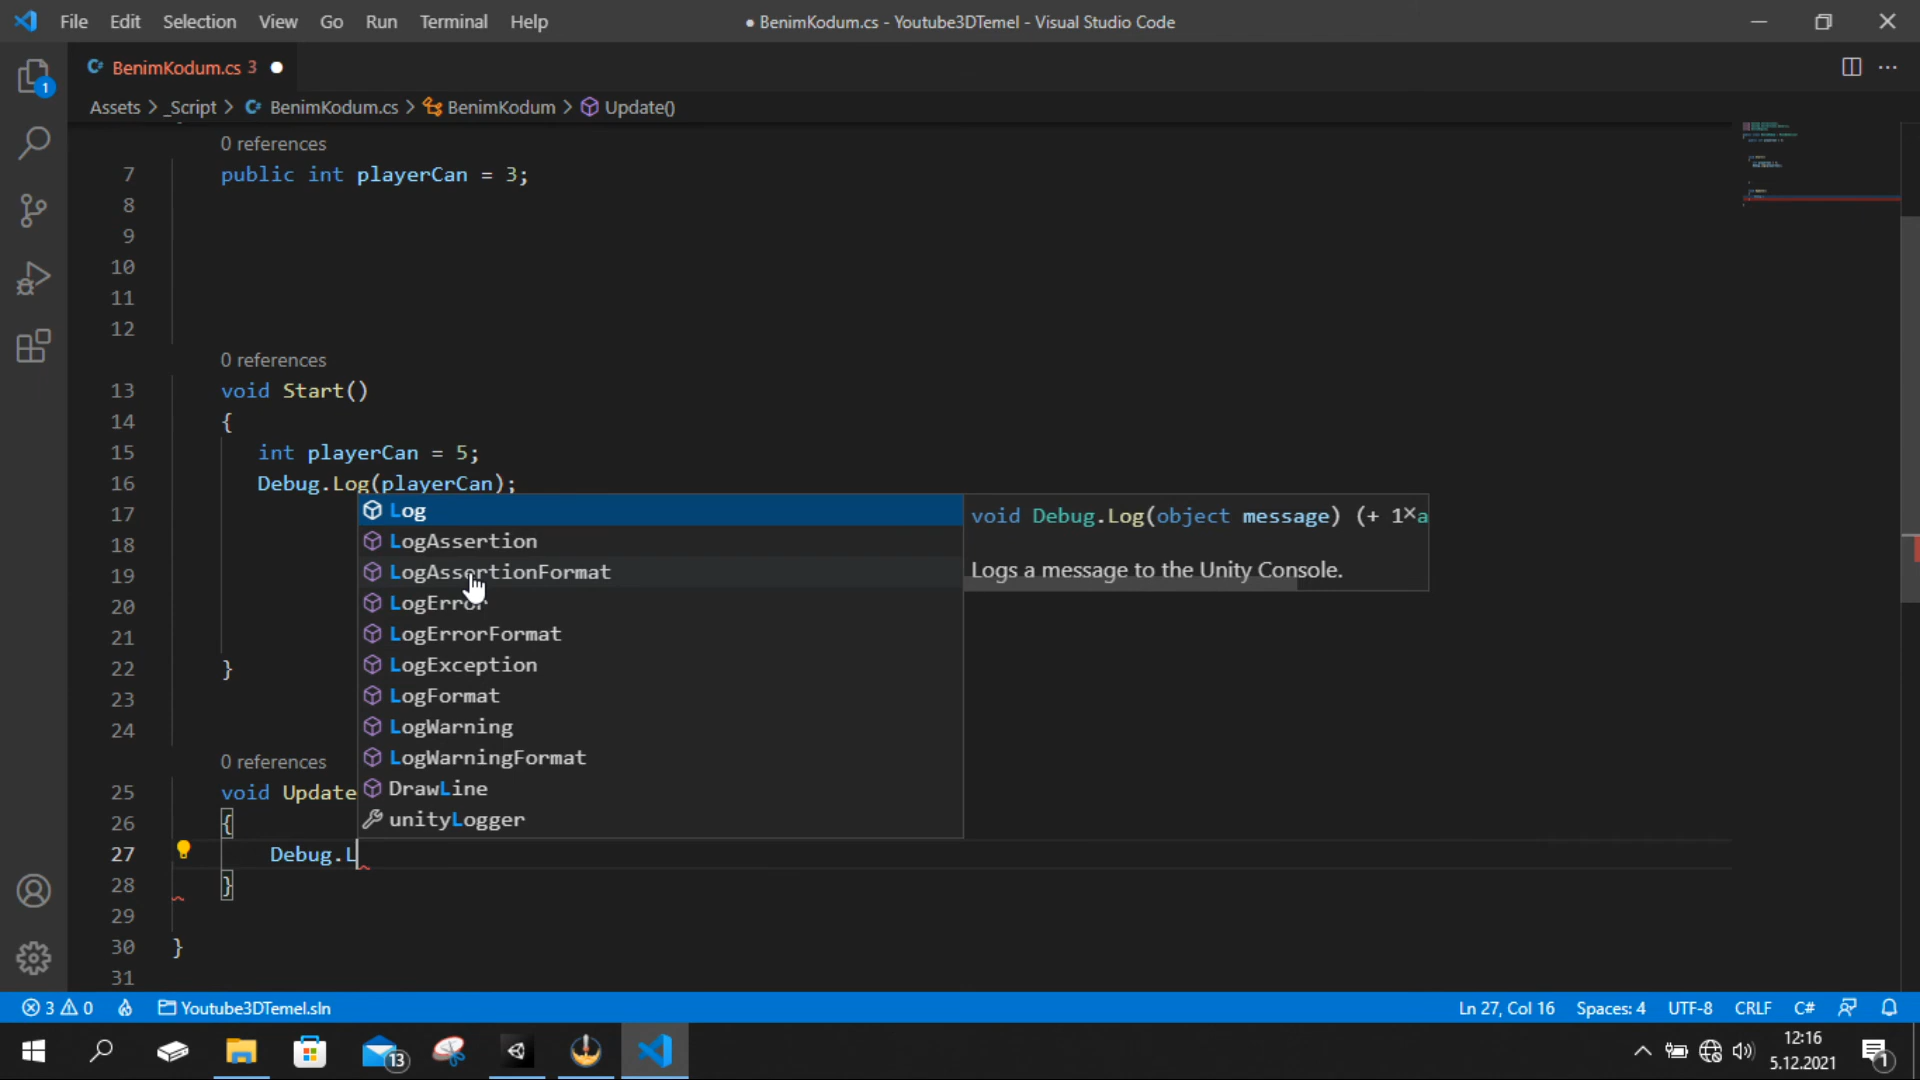 File Edit Selection View Go Run Terminal Help
● BenimKodum.cs - Youtube3DTemel - Visual Studio Code
BenimKodum.cs 3
Assets > _Script > BenimKodum.cs > BenimKodum > Update()
1
0 references
7 public int playerCan = 3;
8
9
10
11
12
0 references
13 void Start()
14 {
15 int playerCan = 5;
16 Debug.Log(playerCan);
17 Log
void Debug.Log(object message) (+ 1
18 LogAssertion
19 LogAssertionFormat
Logs a message to the Unity Console.
20 LogError
21 LogErrorFormat
22 } LogException
23 LogFormat
24 LogWarning
0 references LogWarningFormat
25 void Update DrawLine
26 { unityLogger
27 Debug.L
28 }
29
30 }
31
3 0 Youtube3DTemel.sln
Ln 27, Col 16 Spaces: 4 UTF-8 CRLF C#
13
12:16
5.12.2021
1